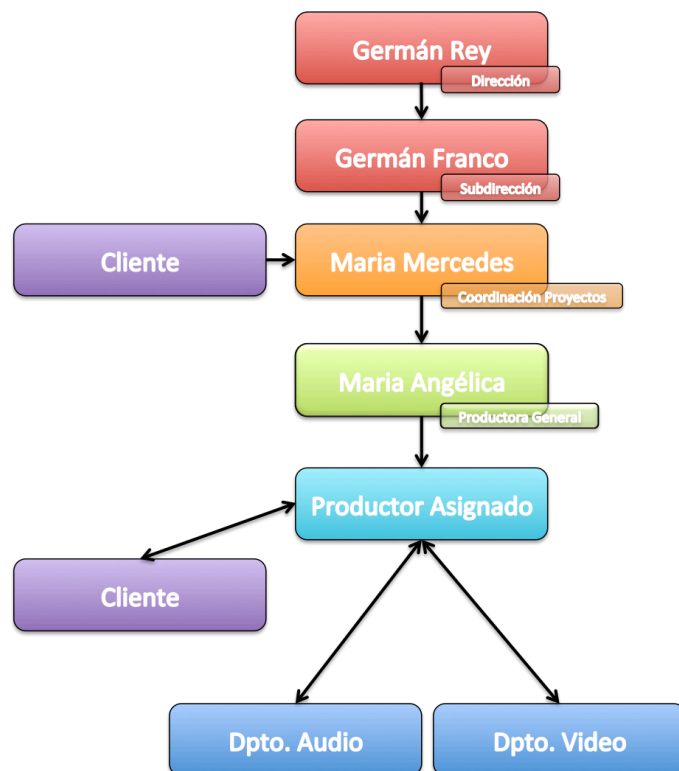 Germán Rey
Dirección
Germán Franco
Subdirección
Cliente
Maria Mercedes
Coordinación Proyectos
Maria Angélica
Productora General
Productor Asignado
Cliente
Dpto. Audio
Dpto. Video